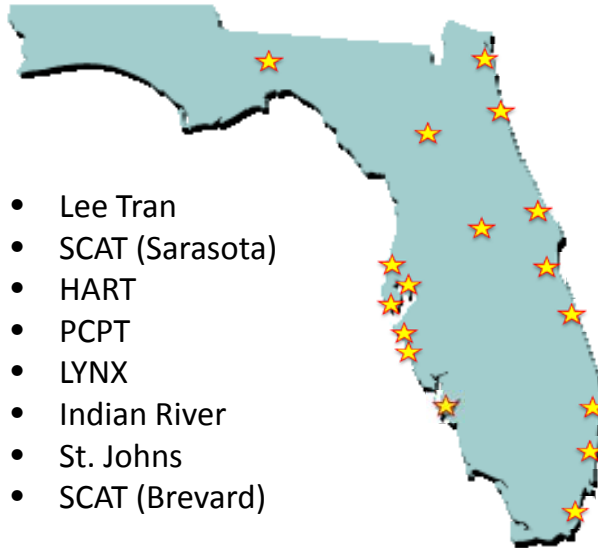 • Lee Tran
• SCAT (Sarasota)
• HART
• PCPT
• LYNX
• Indian River
• St. Johns
• SCAT (Brevard)